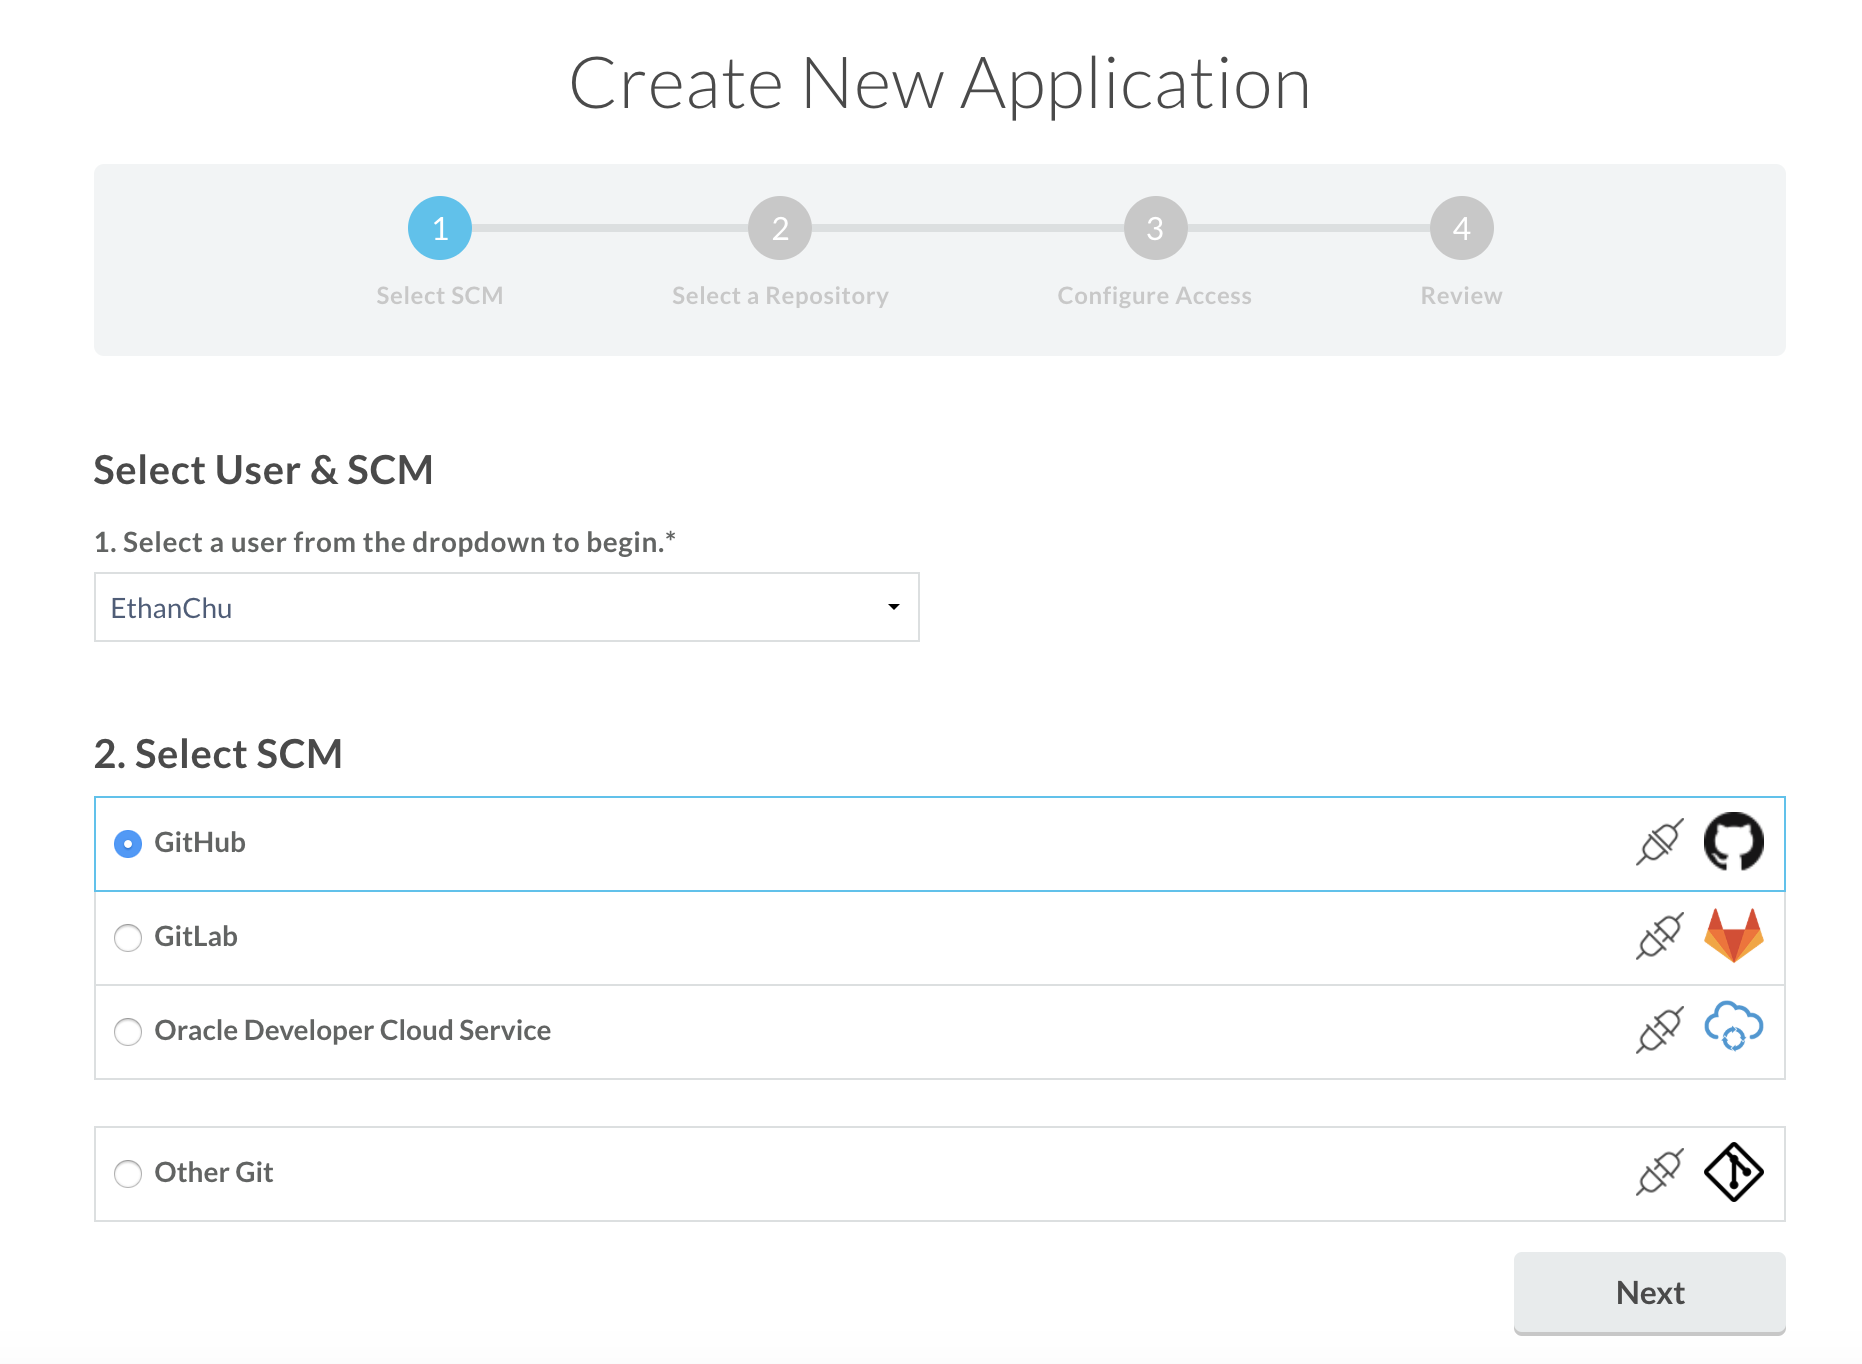 Create New Application
1
2
3
4
Select SCM
Select a Repository
Configure Access
Review
Select User & SCM
1. Select a user from the dropdown to begin.*
EthanChu
2. Select SCM
GitHub
GitLab
Oracle Developer Cloud Service
Other Git
Next